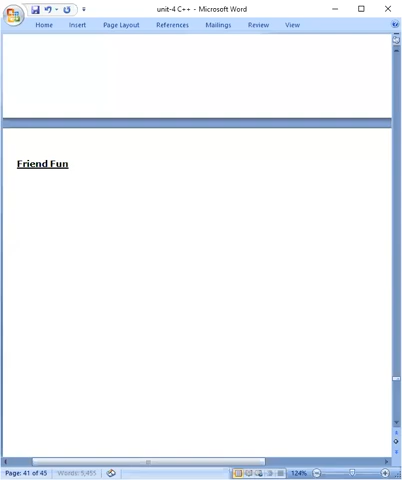 unit-4 C++ - Microsoft Word
Home Insert Page Layout References Mailings Review View
Friend Fun
Page: 41 of 45 Words: 5,455 124%